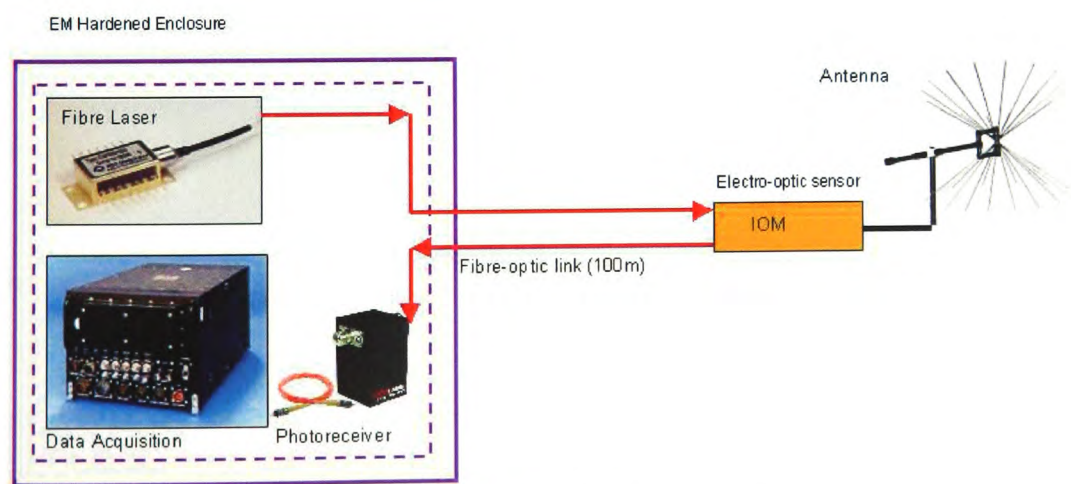 EM Hardened Enclosure
Fibre Laser
Antenna
Electro-optic sensor
IOM
Fibre-optic link (100m)
Data Acquisition
Photoreceiver